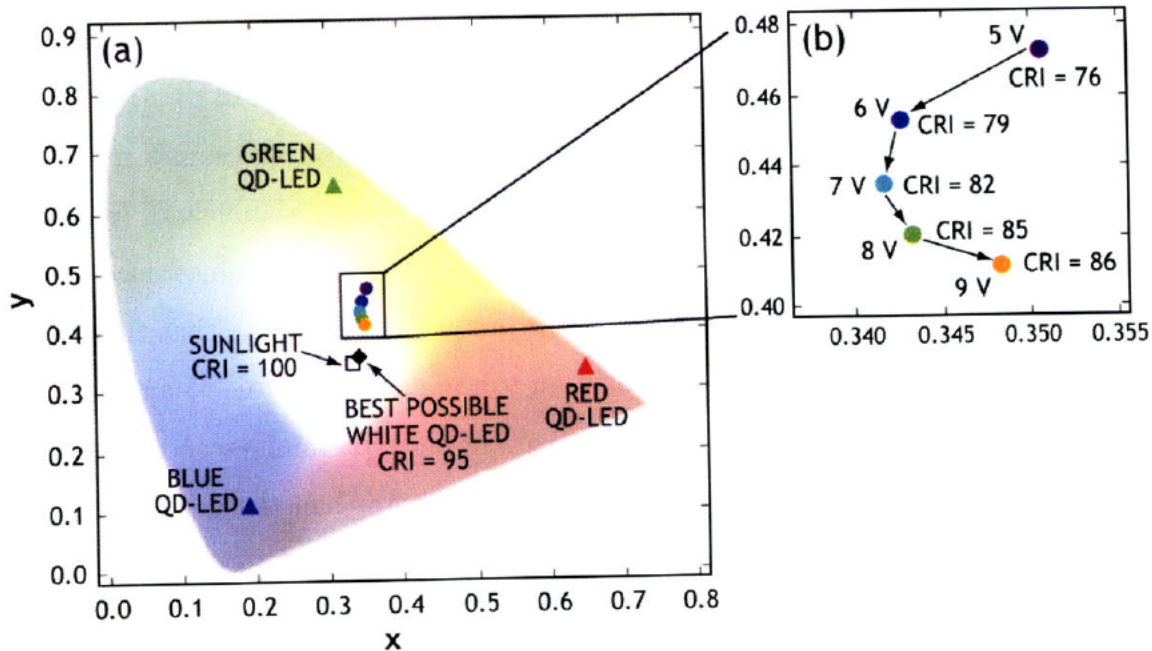 (a)
0.9
0.8
0.7
0.6
0.5
0.4
0.3
0.2
0.1
0.0
y
0.0 0.1 0.2 0.3 0.4 0.5 0.6 0.7 0.8
x
GREEN
QD-LED
SUNLIGHT
CRI = 100
BEST POSSIBLE
WHITE QD-LED
CRI = 95
RED
QD-LED
BLUE
QD-LED
(b)
0.48
0.46
0.44
0.42
0.40
0.340 0.345 0.350 0.355
5 V
CRI = 76
6 V
CRI = 79
7 V
CRI = 82
8 V
CRI = 85
9 V
CRI = 86